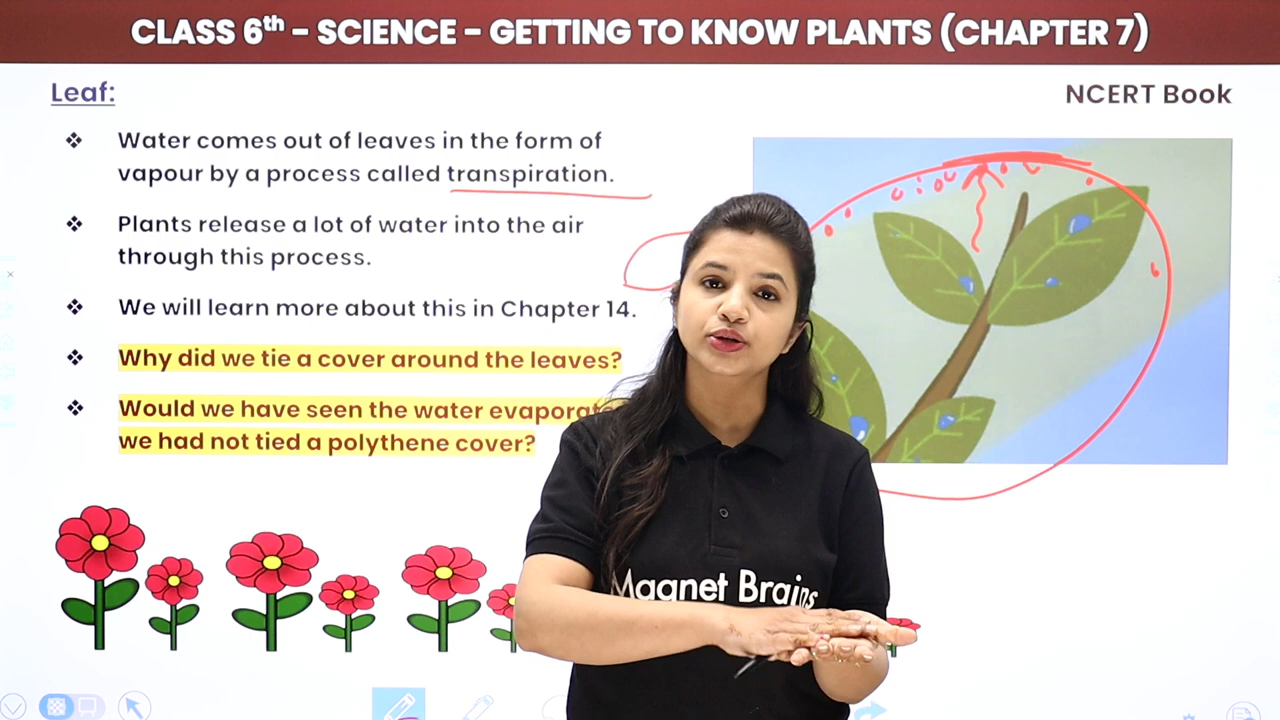 CLASS 6th – SCIENCE – GETTING TO KNOW PLANTS (CHAPTER 7)
Leaf:
NCERT Book
❖ Water comes out of leaves in the form of
vapour by a process called transpiration.
❖ Plants release a lot of water into the air
through this process.
❖ We will learn more about this in Chapter 14.
❖ Why did we tie a cover around the leaves?
❖ Would we have seen the water
we had not tied a polythene cover?
Magnet Brains